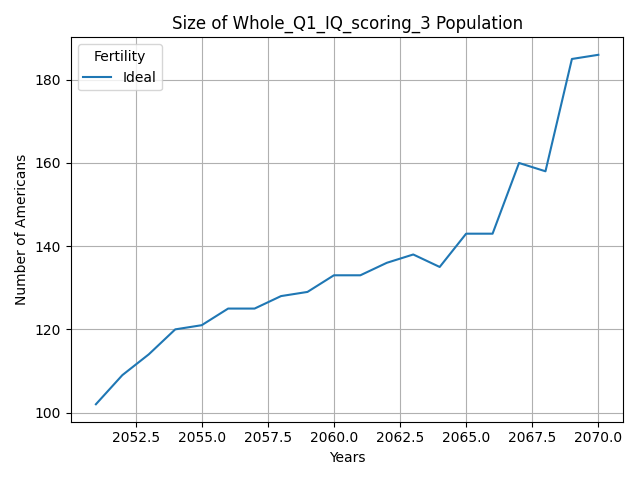 Size of Whole_Q1_IQ_scoring_3 Population
Fertility
Ideal
Number of Americans
180
160
140
120
100
2052.5 2055.0 2057.5 2060.0 2062.5 2065.0 2067.5 2070.0
Years